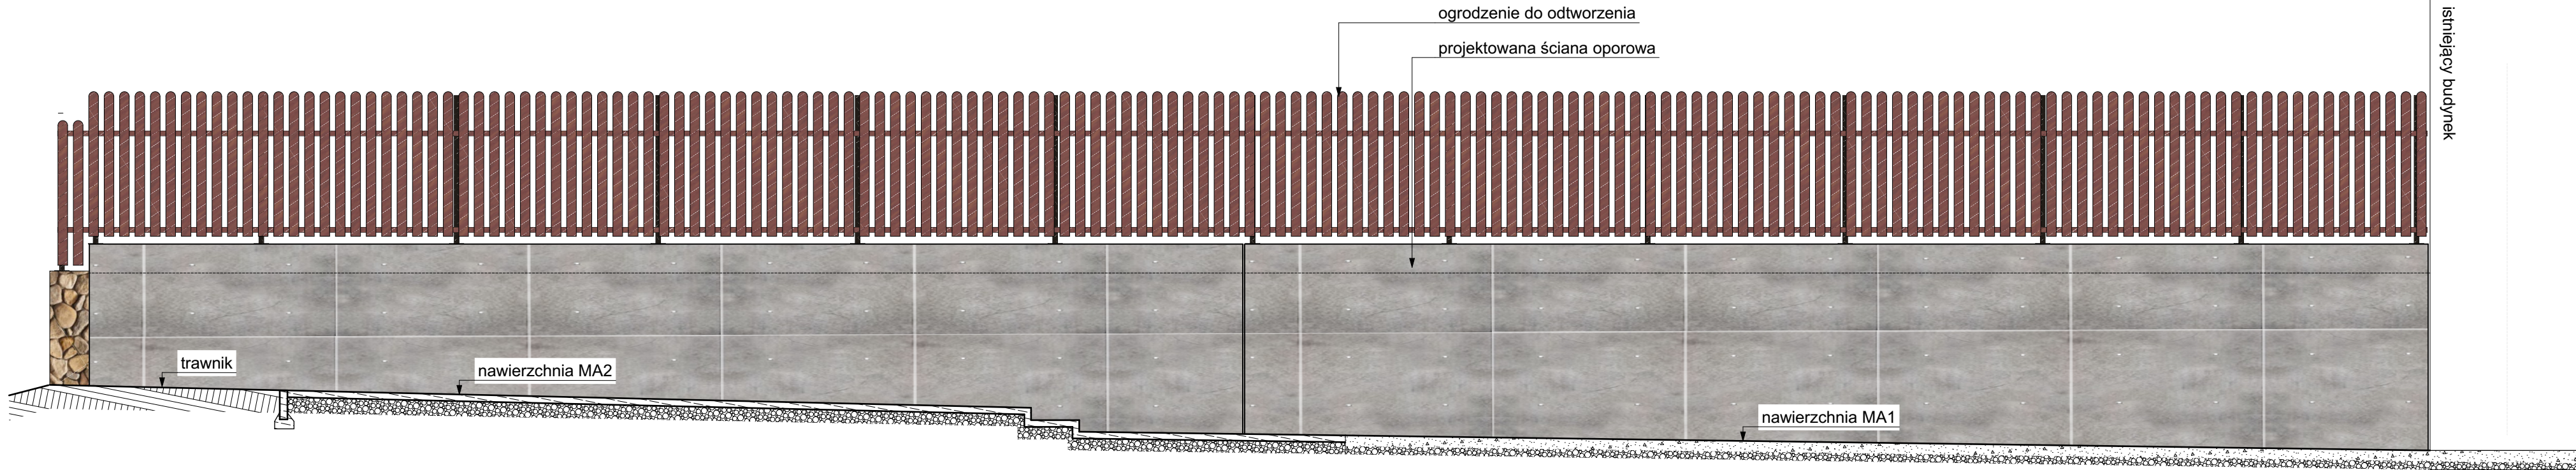 ogrodzenie do odtworzenia
projektowana ściana oporowa
istniejący budynek
trawnik
nawierzchnia MA2
nawierzchnia MA1